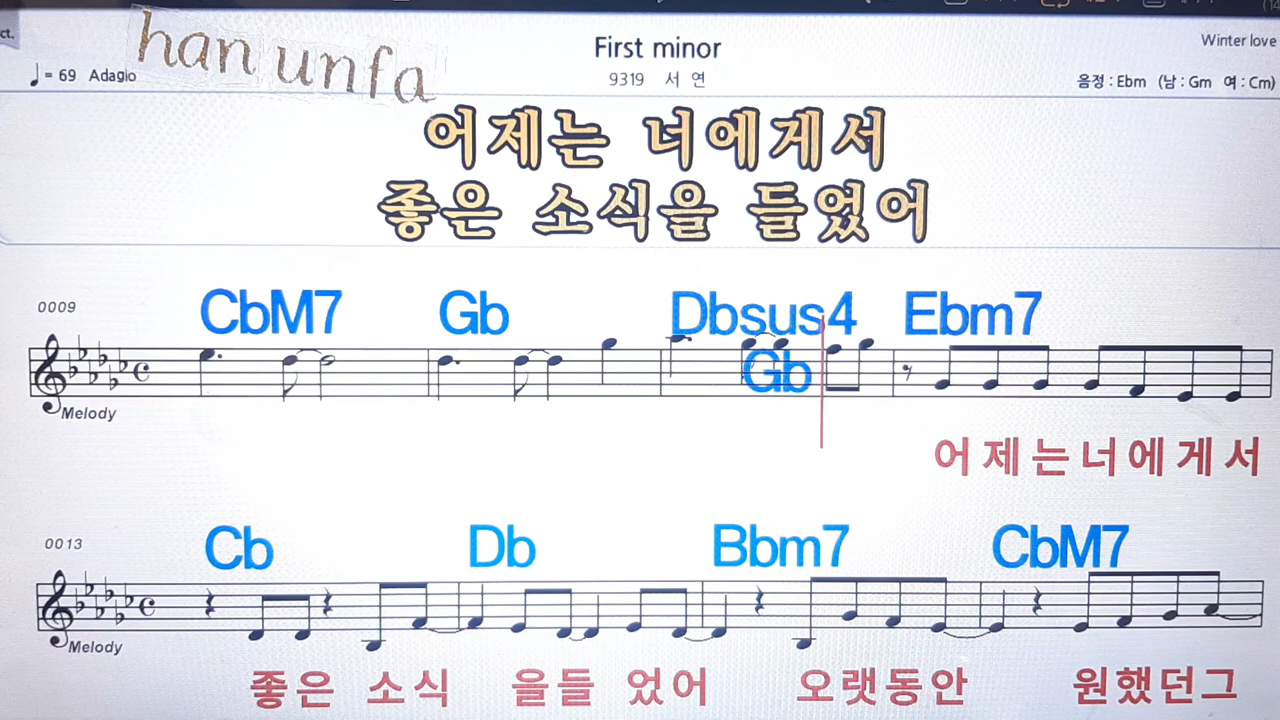 ct.
han unfa
First minor
Winter love
♩= 69 Adagio
9319 서 연
음정 : Ebm (남 : Gm 여 : Cm)
어제는 너에게서
좋은 소식을 들었어
0009
CbM7 Gb Dbsus4 Ebm7
Gb
Melody
어제는너에게서
0013
Cb Db Bbm7 CbM7
Melody
좋은 소식 을들 었어 오랫동안 원했던그